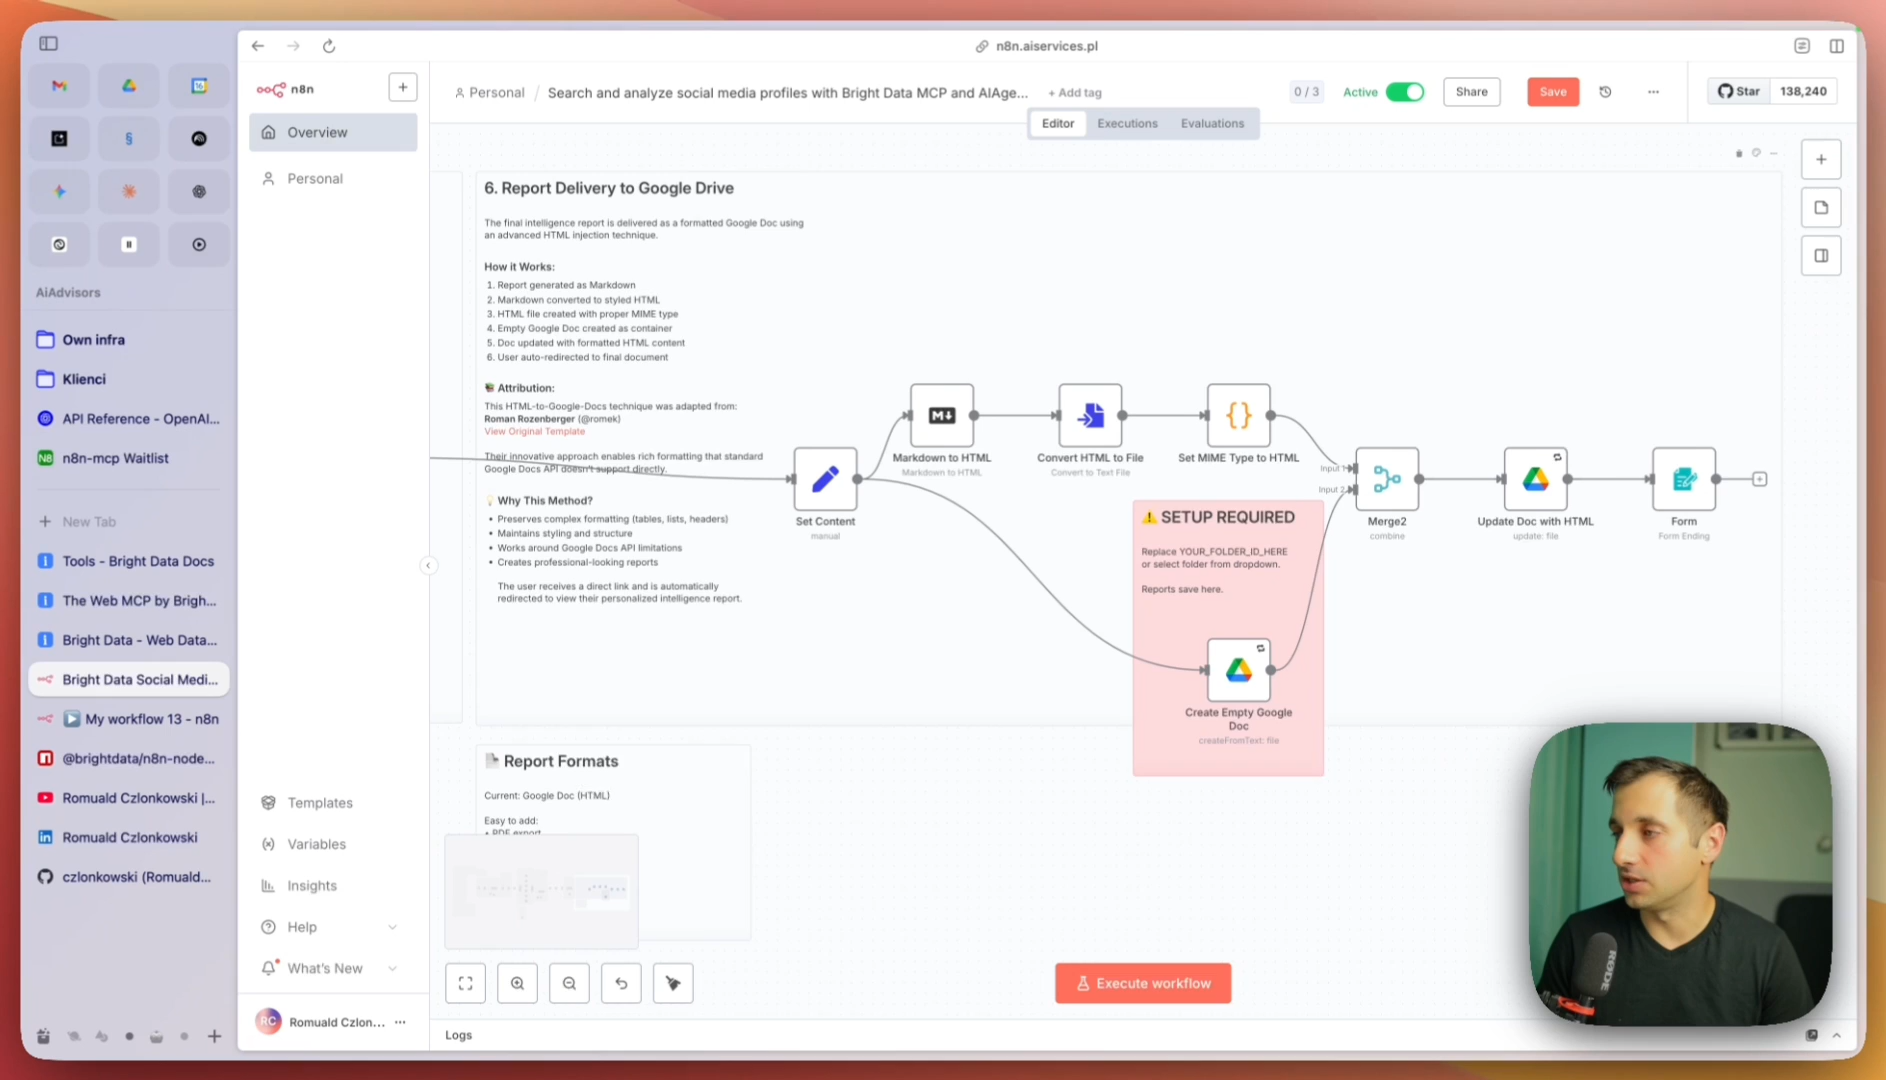 n8n.aiservices.pl
n8n
Overview
Personal
Personal / Search and analyze social media profiles with Bright Data MCP and AIAge...
+ Add tag
0 / 3
Active
Share
Save
Star
138,240
Editor
Executions
Evaluations
AiAdvisors
Own infra
Klienci
API Reference - OpenAI...
N8
n8n-mcp Waitlist
New Tab
Tools - Bright Data Docs
The Web MCP by Brigh...
Bright Data - Web Data...
Bright Data Social Medi...
My workflow 13 - n8n
@brightdata/n8n-node...
Romuald Czlonkowski |...
Romuald Czlonkowski
czlonkowski (Romuald...
Templates
Variables
Insights
Help
What's New
RC
Romuald Czlon...
6. Report Delivery to Google Drive
The final intelligence report is delivered as a formatted Google Doc using
an advanced HTML injection technique.
How it Works:
1. Report generated as Markdown
2. Markdown converted to styled HTML
3. HTML file created with proper MIME type
4. Empty Google Doc created as container
5. Doc updated with formatted HTML content
6. User auto-redirected to final document
Attribution:
This HTML-to-Google-Docs technique was adapted from:
Roman Rozenberger (@romek)
View Original Template
Their innovative approach enables rich formatting that standard
Google Docs API doesn't support directly.
Why This Method?
• Preserves complex formatting (tables, lists, headers)
• Maintains styling and structure
• Works around Google Docs API limitations
• Creates professional-looking reports
The user receives a direct link and is automatically
redirected to view their personalized intelligence report.
Set Content
manual
Markdown to HTML
Markdown to HTML
Convert HTML to File
Convert to Text File
Set MIME Type to HTML
Input 1
Input 2
Merge2
combine
Update Doc with HTML
update: file
Form
Form Ending
SETUP REQUIRED
Replace YOUR_FOLDER_ID_HERE
or select folder from dropdown.
Reports save here.
Create Empty Google
Doc
createFromText: file
Report Formats
Current: Google Doc (HTML)
Easy to add:
• PDF export
Execute workflow
Logs
RODE